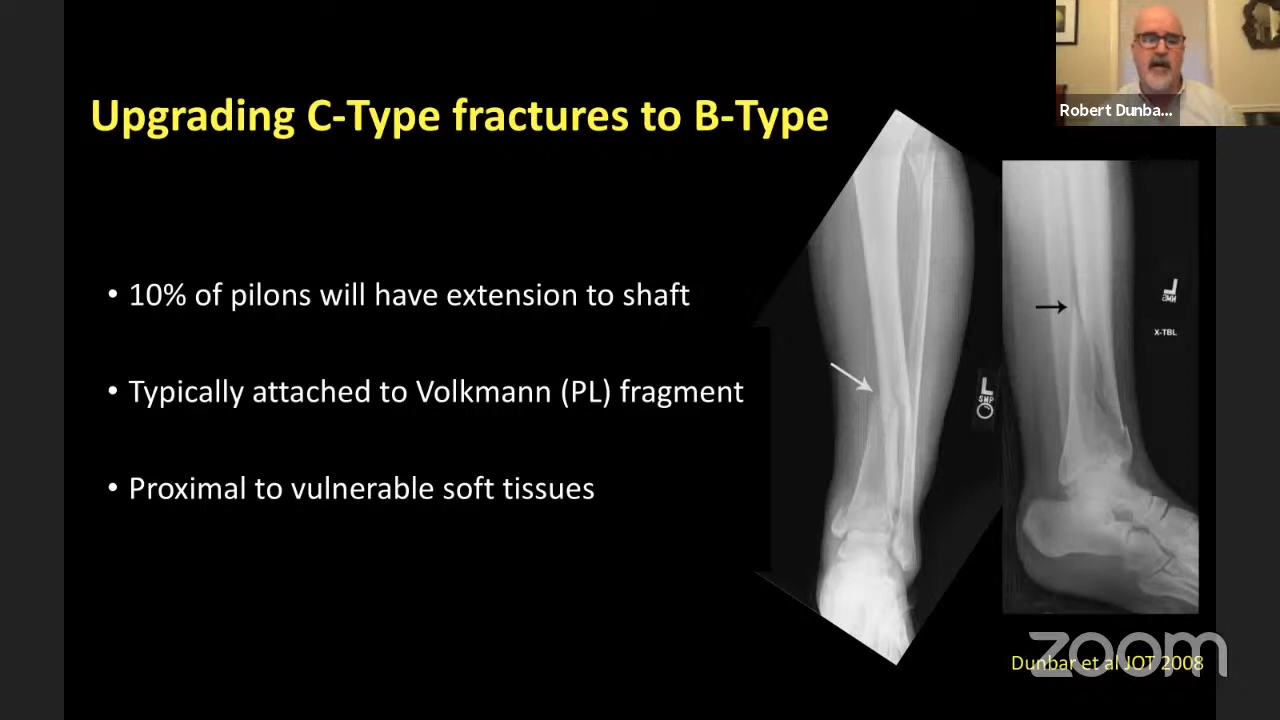 Upgrading C-Type fractures to B-Type
Robert Dunba...
• 10% of pilons will have extension to shaft
• Typically attached to Volkmann (PL) fragment
• Proximal to vulnerable soft tissues
L
SMP
L
X-TBL
Dunbar et al JOT 2008
zoom